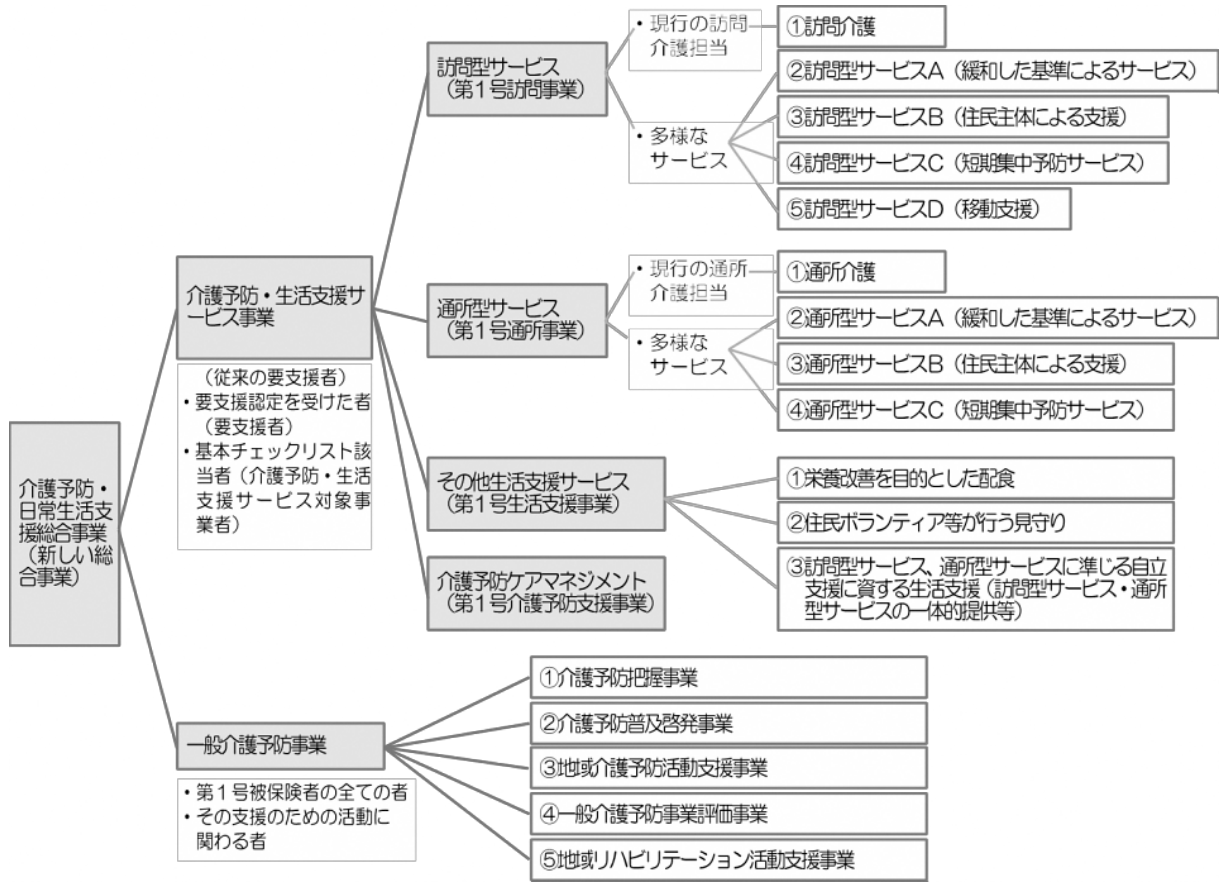 介護予防・
日常生活支
援総合事業
（新しい総
合事業）
介護予防・生活支援サ
ービス事業
（従来の要支援者）
・要支援認定を受けた者
（要支援者）
・基本チェックリスト該
当者（介護予防・生活
支援サービス対象事
業者）
訪問型サービス
（第１号訪問事業）
・現行の訪問
介護担当
①訪問介護
・多様な
サービス
②訪問型サービスA（緩和した基準によるサービス）
③訪問型サービスB（住民主体による支援）
④訪問型サービスC（短期集中予防サービス）
⑤訪問型サービスD（移動支援）
通所型サービス
（第１号通所事業）
・現行の通所
介護担当
①通所介護
・多様な
サービス
②通所型サービスA（緩和した基準によるサービス）
③通所型サービスB（住民主体による支援）
④通所型サービスC（短期集中予防サービス）
その他生活支援サービス
（第１号生活支援事業）
①栄養改善を目的とした配食
②住民ボランティア等が行う見守り
③訪問型サービス、通所型サービスに準じる自立
支援に資する生活支援（訪問型サービス・通所
型サービスの一体的提供等）
介護予防ケアマネジメント
（第１号介護予防支援事業）
一般介護予防事業
・第１号被保険者の全ての者
・その支援のための活動に
関わる者
①介護予防把握事業
②介護予防普及啓発事業
③地域介護予防活動支援事業
④一般介護予防事業評価事業
⑤地域リハビリテーション活動支援事業